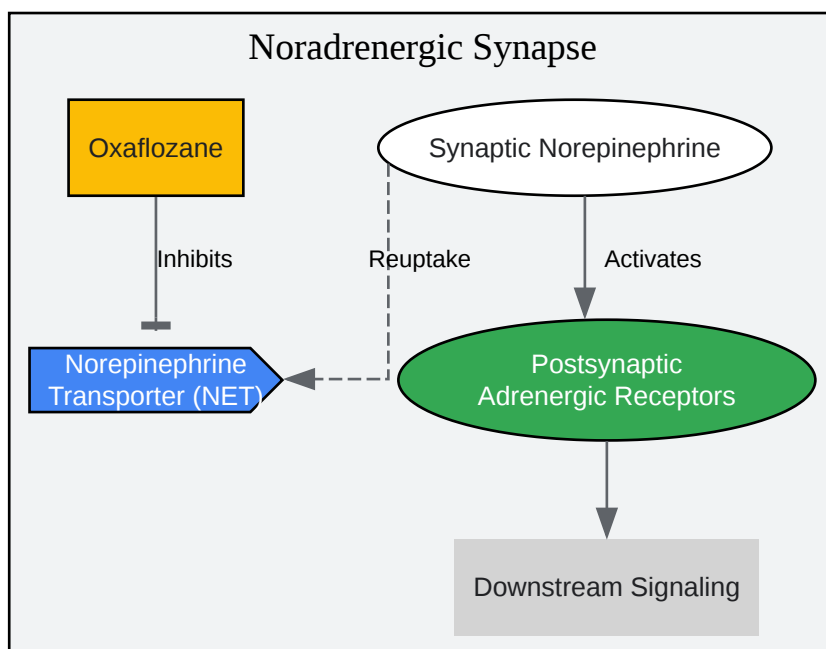 Noradrenergic Synapse
Oxaflozane
Synaptic Norepinephrine
Inhibits
Reuptake
Activates
Norepinephrine
Transporter (NET)
Postsynaptic
Adrenergic Receptors
Downstream Signaling